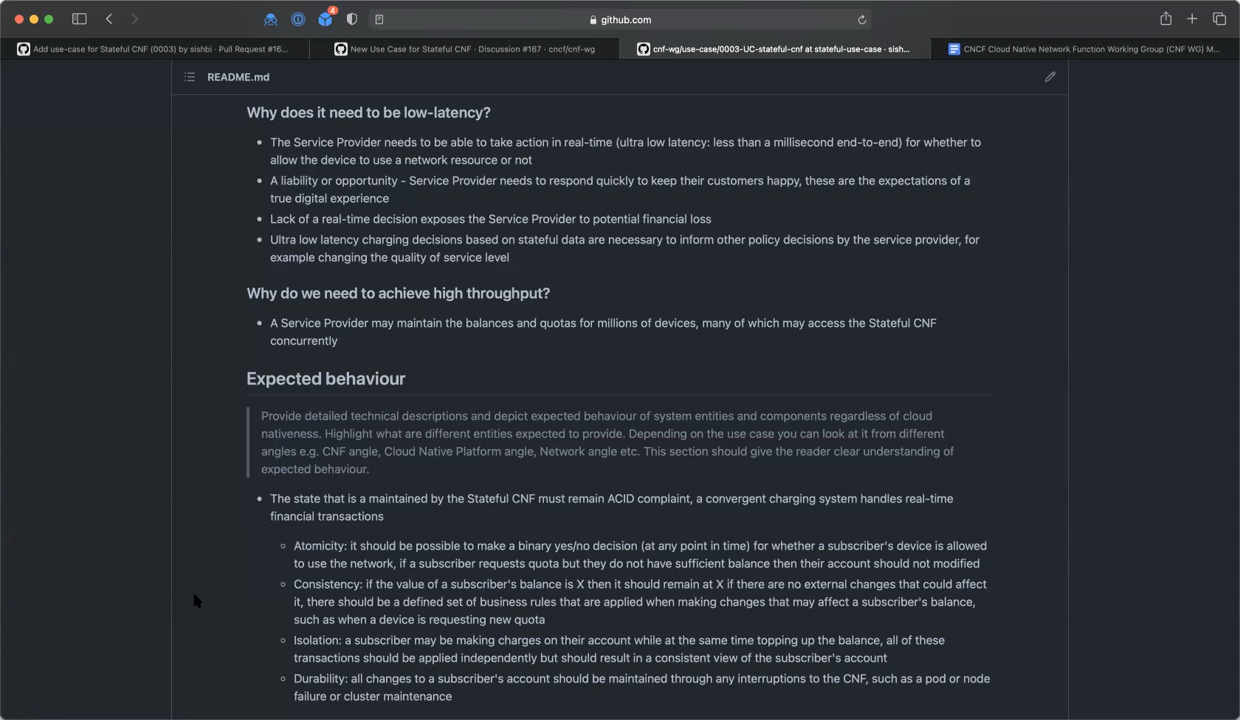 4
github.com
Add use-case for Stateful CNF (0003) by sishbi · Pull Request #16...
New Use Case for Stateful CNF · Discussion #167 · cncf/cnf-wg
cnf-wg/use-case/0003-UC-stateful-cnf at stateful-use-case · sish...
CNCF Cloud Native Network Function Working Group (CNF WG) M...
README.md
Why does it need to be low-latency?
• The Service Provider needs to be able to take action in real-time (ultra low latency: less than a millisecond end-to-end) for whether to
allow the device to use a network resource or not
• A liability or opportunity - Service Provider needs to respond quickly to keep their customers happy, these are the expectations of a
true digital experience
• Lack of a real-time decision exposes the Service Provider to potential financial loss
• Ultra low latency charging decisions based on stateful data are necessary to inform other policy decisions by the service provider, for
example changing the quality of service level
Why do we need to achieve high throughput?
• A Service Provider may maintain the balances and quotas for millions of devices, many of which may access the Stateful CNF
concurrently
Expected behaviour
Provide detailed technical descriptions and depict expected behaviour of system entities and components regardless of cloud
nativeness. Highlight what are different entities expected to provide. Depending on the use case you can look at it from different
angles e.g. CNF angle, Cloud Native Platform angle, Network angle etc. This section should give the reader clear understanding of
expected behaviour.
• The state that is a maintained by the Stateful CNF must remain ACID complaint, a convergent charging system handles real-time
financial transactions
◦ Atomicity: it should be possible to make a binary yes/no decision (at any point in time) for whether a subscriber's device is allowed
to use the network, if a subscriber requests quota but they do not have sufficient balance then their account should not modified
◦ Consistency: if the value of a subscriber's balance is X then it should remain at X if there are no external changes that could affect
it, there should be a defined set of business rules that are applied when making changes that may affect a subscriber's balance,
such as when a device is requesting new quota
◦ Isolation: a subscriber may be making charges on their account while at the same time topping up the balance, all of these
transactions should be applied independently but should result in a consistent view of the subscriber's account
◦ Durability: all changes to a subscriber's account should be maintained through any interruptions to the CNF, such as a pod or node
failure or cluster maintenance